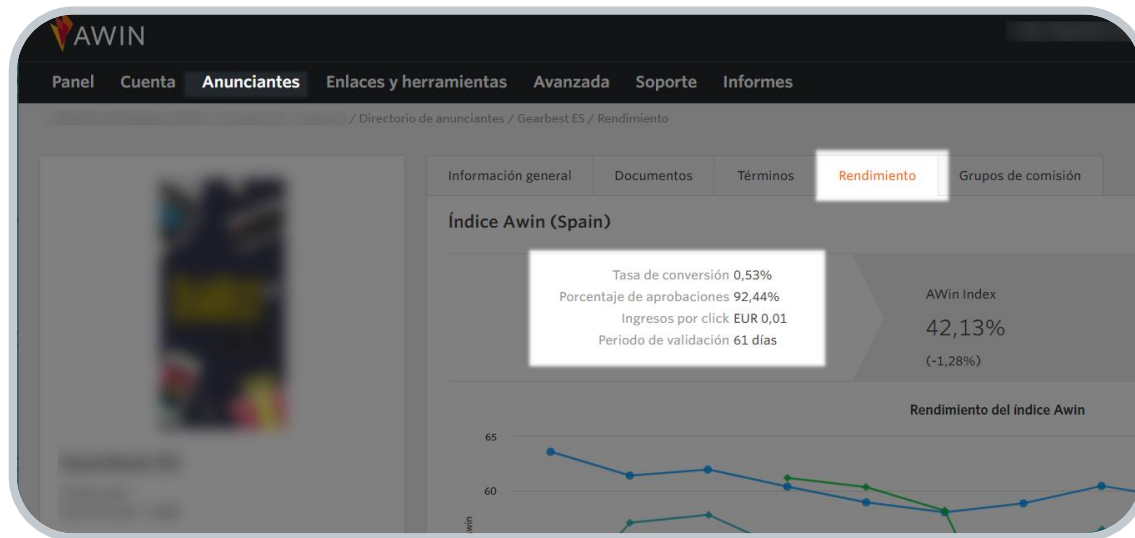 AWIN
Panel Cuenta Anunciantes Enlaces y herramientas Avanzada Soporte Informes
/ Directorio de anunciantes / Gearbest ES / Rendimiento
Información general Documentos Términos Rendimiento Grupos de comisión
Índice Awin (Spain)
Tasa de conversión 0,53%
Porcentaje de aprobaciones 92,44%
Ingresos por click EUR 0,01
Periodo de validación 61 días
AWin Index
42,13%
(-1,28%)
Rendimiento del índice Awin
65
60
Awin